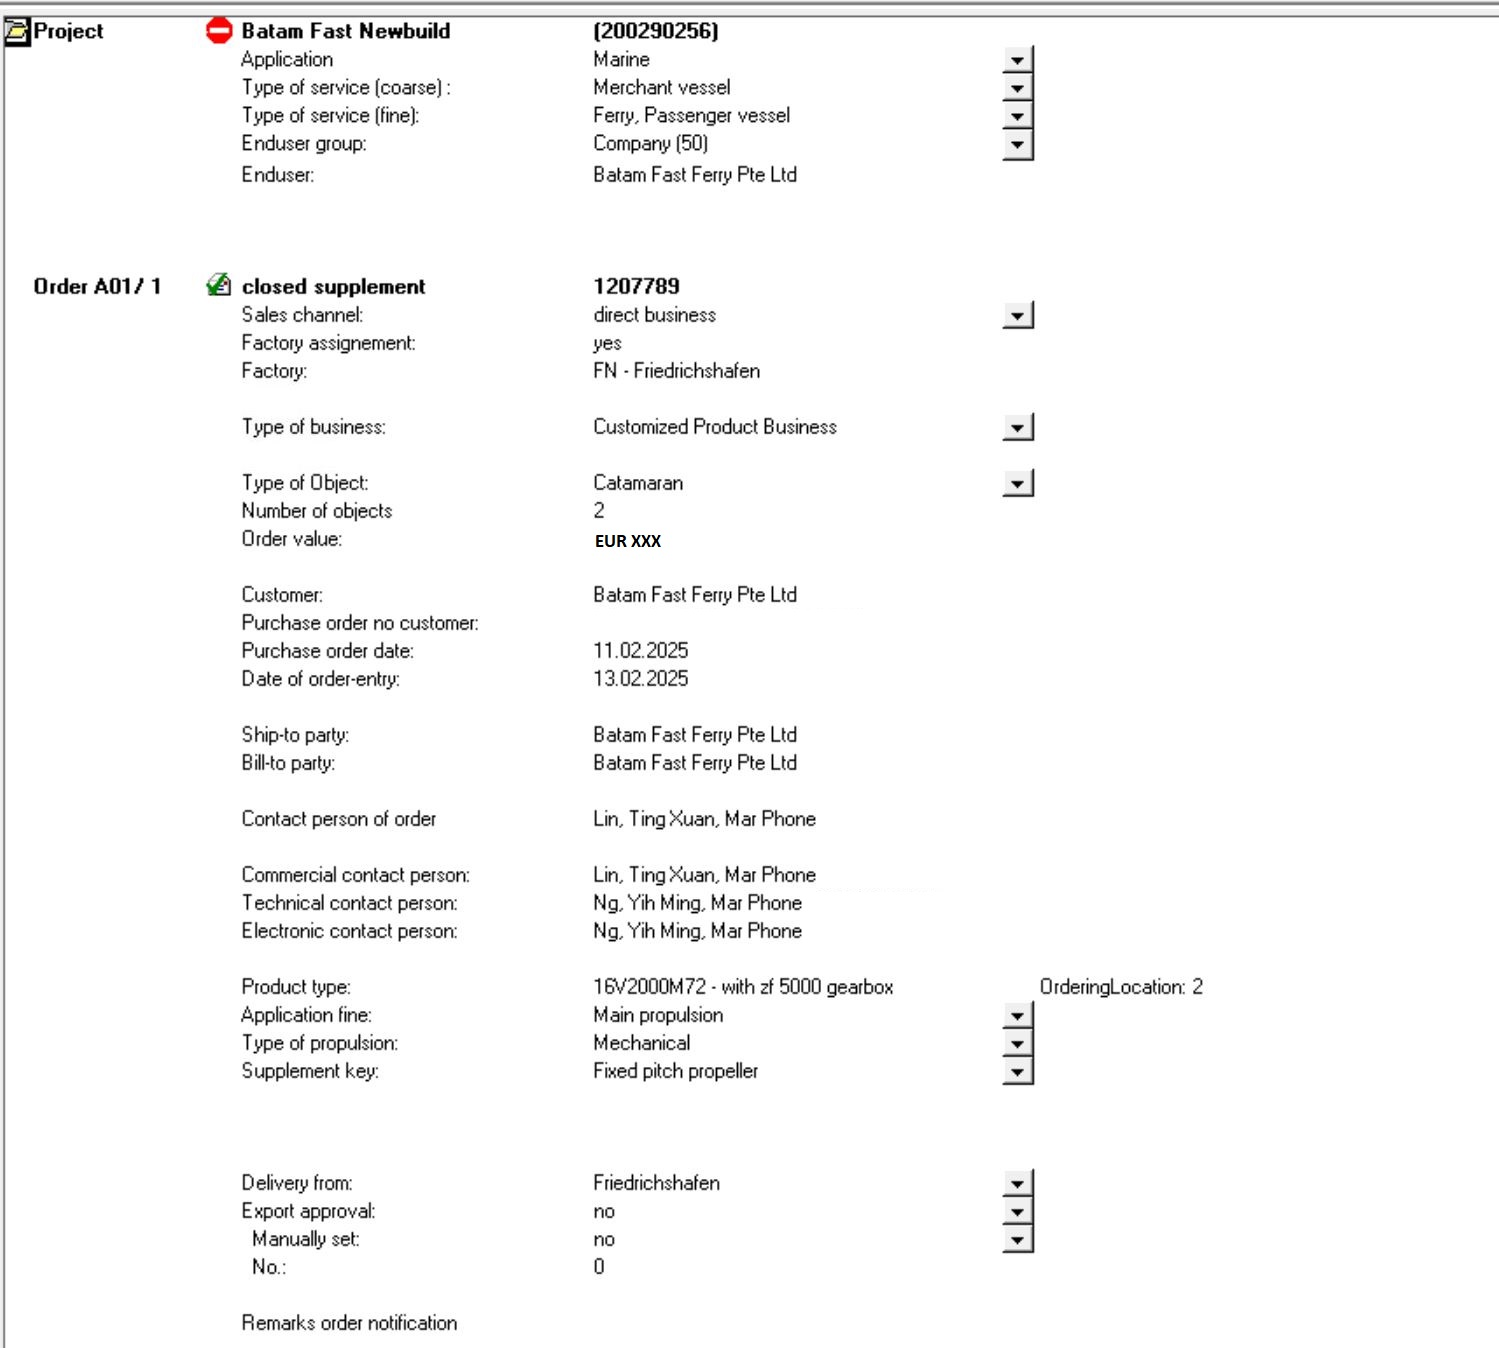 Project Batam Fast Newbuild (200290256)
Application Marine
Type of service (coarse) : Merchant vessel
Type of service (fine): Ferry, Passenger vessel
Enduser group: Company (50)
Enduser: Batam Fast Ferry Pte Ltd
Order A01/ 1 closed supplement 1207789
Sales channel: direct business
Factory assignement: yes
Factory: FN - Friedrichshafen
Type of business: Customized Product Business
Type of Object: Catamaran
Number of objects 2
Order value: EUR XXX
Customer: Batam Fast Ferry Pte Ltd
Purchase order no customer:
Purchase order date: 11.02.2025
Date of order-entry: 13.02.2025
Ship-to party: Batam Fast Ferry Pte Ltd
Bill-to party: Batam Fast Ferry Pte Ltd
Contact person of order Lin, Ting Xuan, Mar Phone
Commercial contact person: Lin, Ting Xuan, Mar Phone
Technical contact person: Ng, Yih Ming, Mar Phone
Electronic contact person: Ng, Yih Ming, Mar Phone
Product type: 16V2000M72 - with zf 5000 gearbox OrderingLocation: 2
Application fine: Main propulsion
Type of propulsion: Mechanical
Supplement key: Fixed pitch propeller
Delivery from: Friedrichshafen
Export approval: no
Manually set: no
No.: 0
Remarks order notification